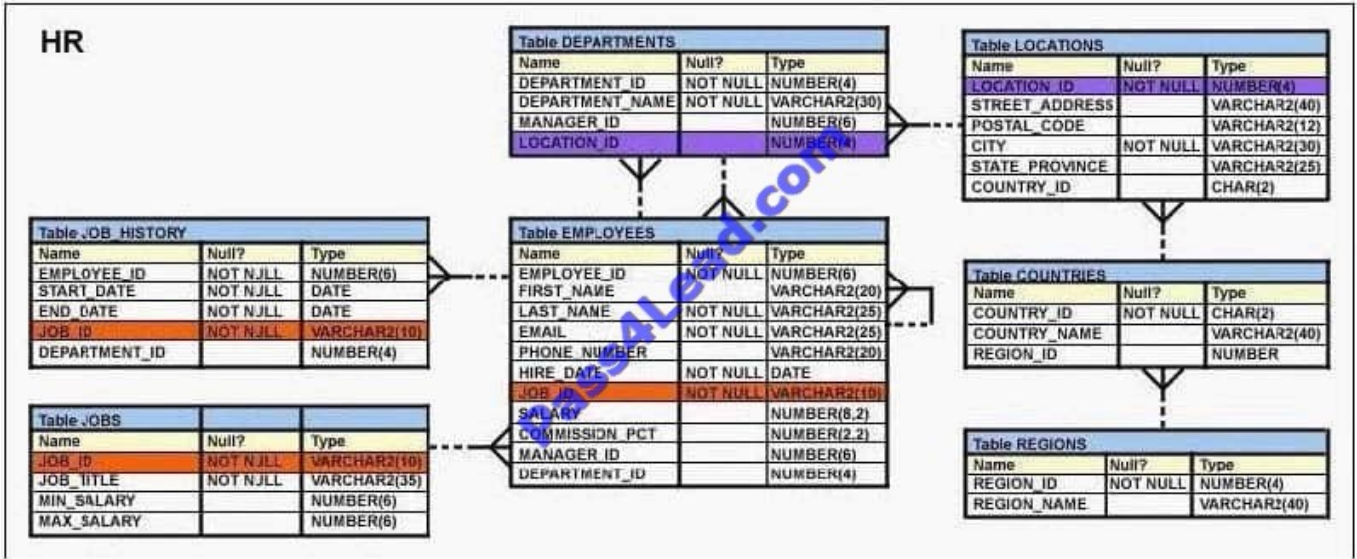 HR
Table DEPARTMENTS
Name Null? Type
DEPARTMENT_ID NOT NULL NUMBER(4)
DEPARTMENT_NAME NOT NULL VARCHAR2(30)
MANAGER_ID NUMBER(6)
LOCATION_ID NUMBER(4)
Table LOCATIONS
Name Null? Type
LOCATION_ID NOT NULL NUMBER(4)
STREET_ADDRESS VARCHAR2(40)
POSTAL_CODE VARCHAR2(12)
CITY NOT NULL VARCHAR2(30)
STATE_PROVINCE VARCHAR2(25)
COUNTRY_ID CHAR(2)
Table JOB_HISTORY
Name Null? Type
EMPLOYEE_ID NOT NULL NUMBER(6)
START_DATE NOT NULL DATE
END_DATE NOT NULL DATE
JOB_ID NOT NULL VARCHAR2(10)
DEPARTMENT_ID NUMBER(4)
Table EMPLOYEES
Name Null? Type
EMPLOYEE_ID NOT NULL NUMBER(6)
FIRST_NAME VARCHAR2(20)
LAST_NAME NOT NULL VARCHAR2(25)
EMAIL NOT NULL VARCHAR2(25)
PHONE_NUMBER VARCHAR2(20)
HIRE_DATE NOT NULL DATE
JOB_ID NOT NULL VARCHAR2(10)
SALARY NUMBER(8,2)
COMMISSION_PCT NUMBER(2,2)
MANAGER_ID NUMBER(6)
DEPARTMENT_ID NUMBER(4)
Table COUNTRIES
Name Null? Type
COUNTRY_ID NOT NULL CHAR(2)
COUNTRY_NAME VARCHAR2(40)
REGION_ID NUMBER
Table JOBS
Name Null? Type
JOB_ID NOT NULL VARCHAR2(10)
JOB_TITLE NOT NULL VARCHAR2(35)
MIN_SALARY NUMBER(6)
MAX_SALARY NUMBER(6)
Table REGIONS
Name Null? Type
REGION_ID NOT NULL NUMBER(4)
REGION_NAME VARCHAR2(40)
Pass4Lead.com